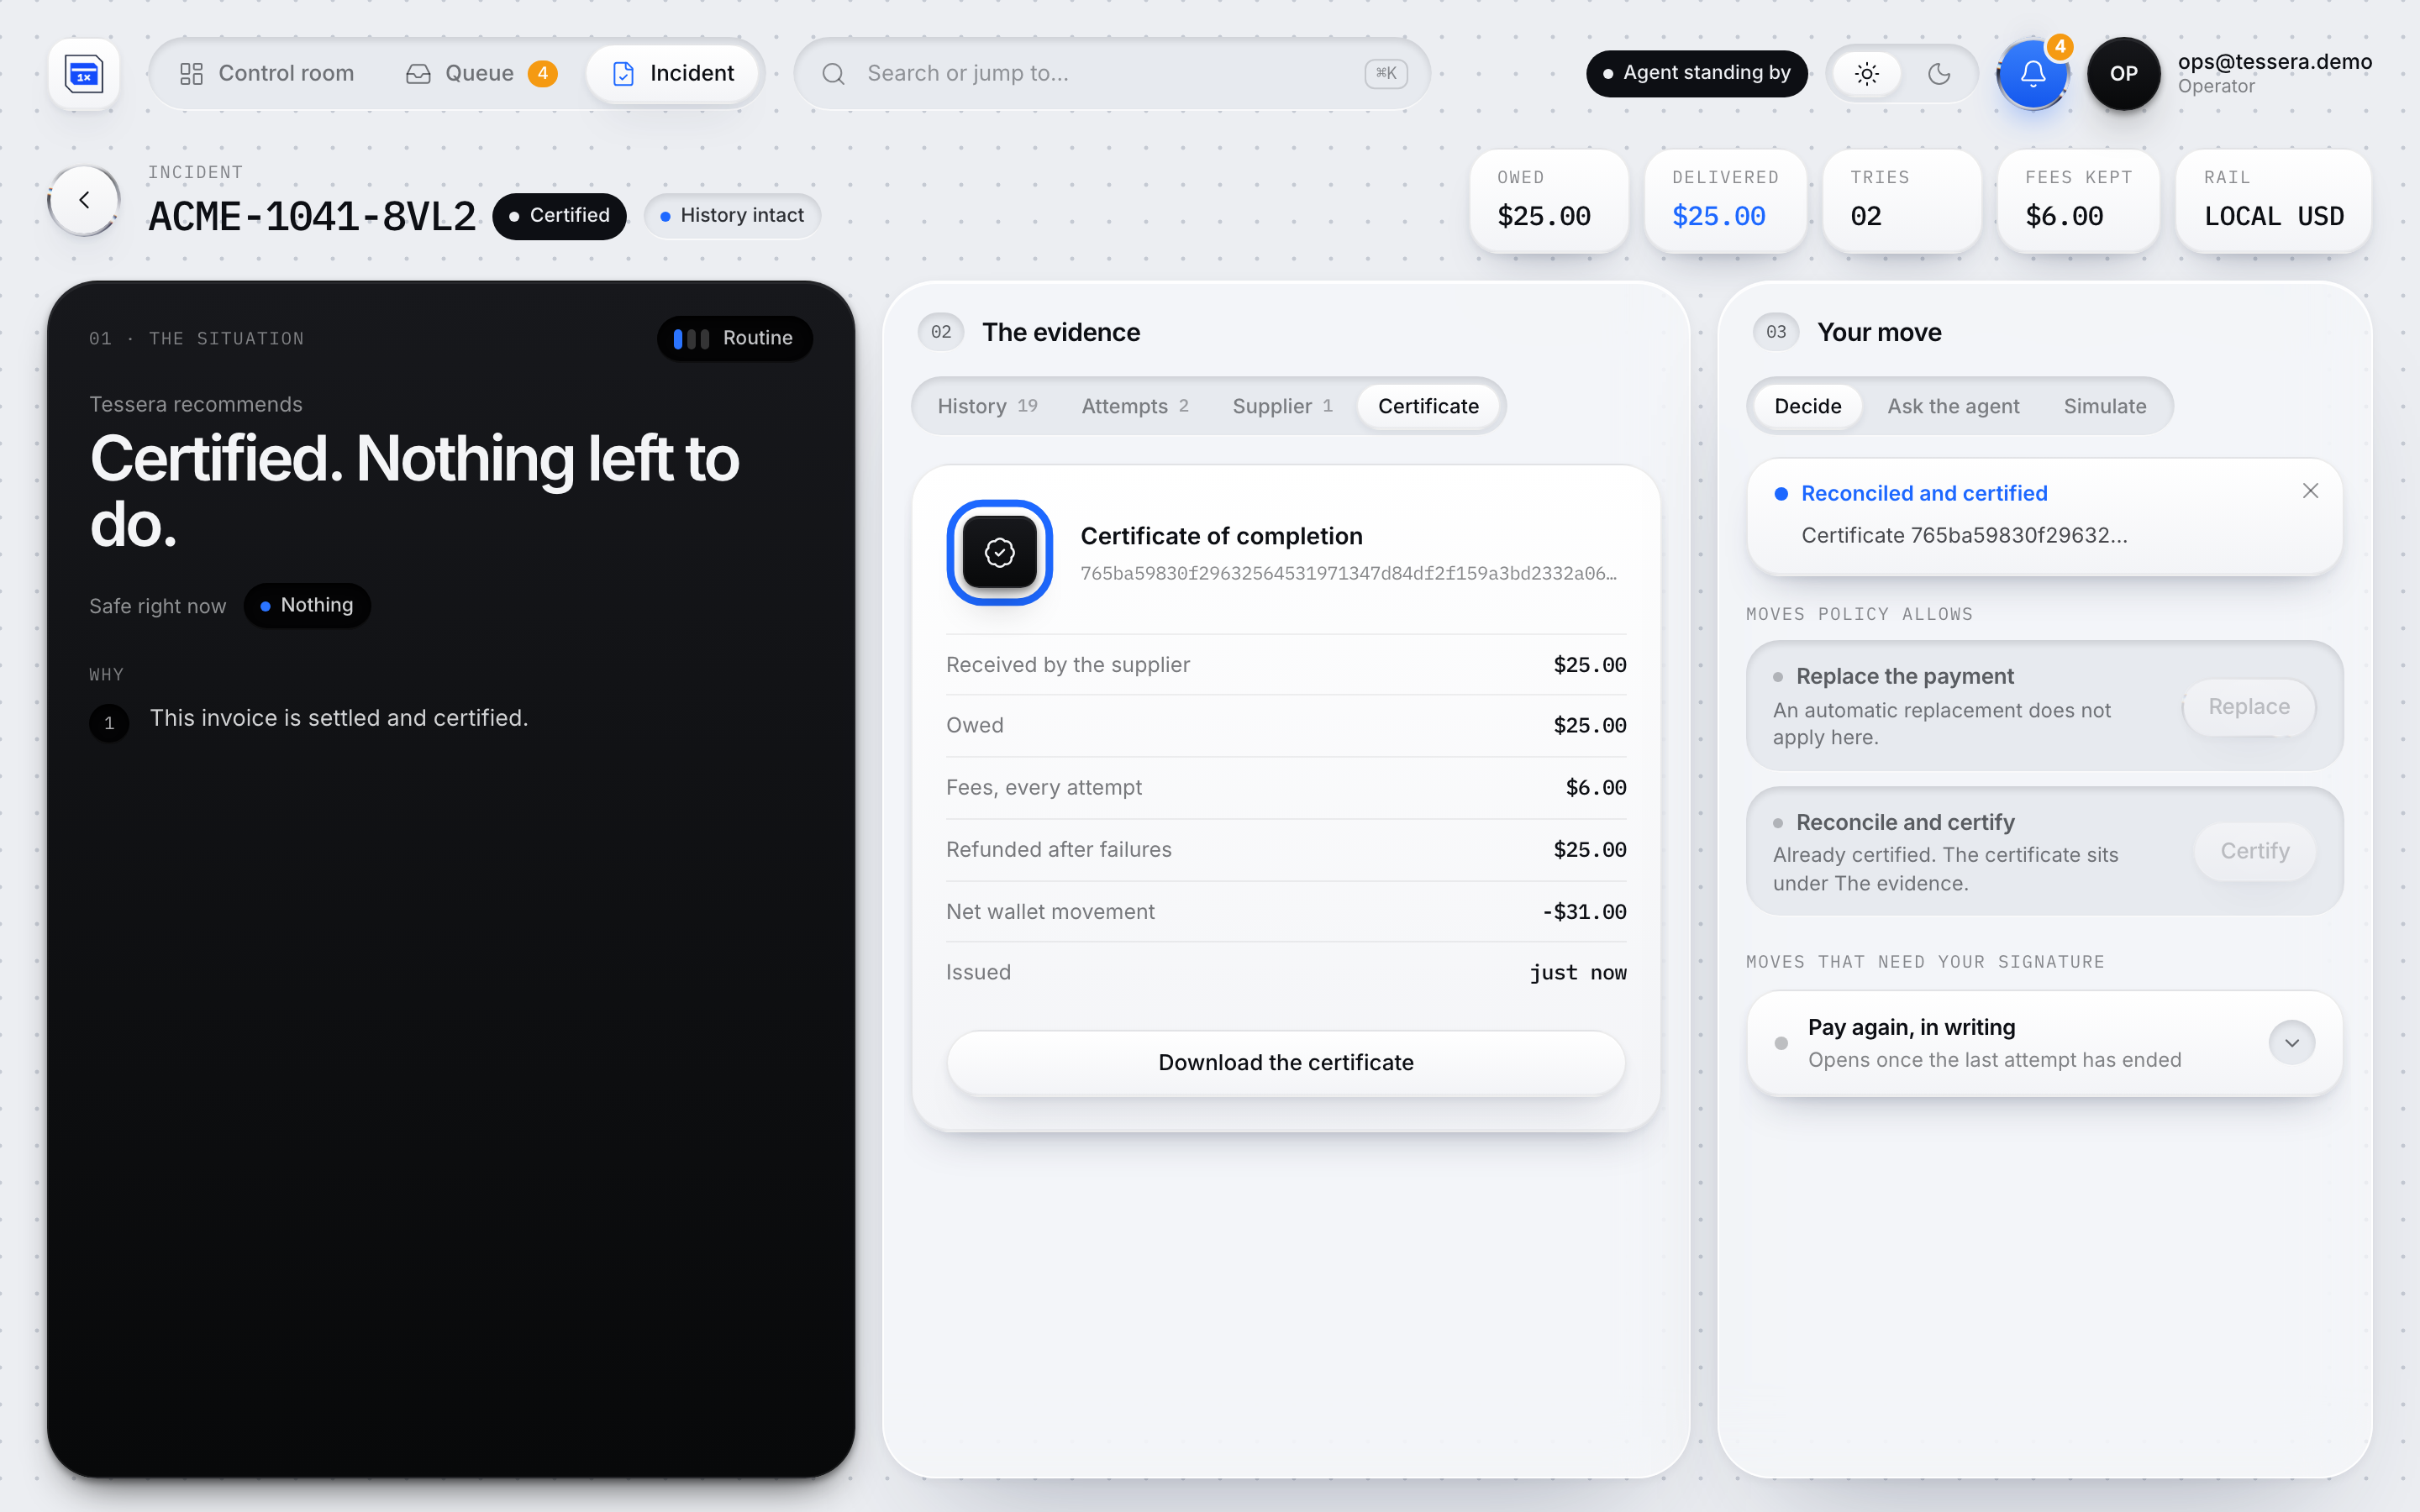 1x
Control room
Queue 4
Incident
Search or jump to...
⌘K
Agent standing by
4
OP
ops@tessera.demo
Operator
INCIDENT
ACME-1041-8VL2
Certified
History intact
OWED
$25.00
DELIVERED
$25.00
TRIES
02
FEES KEPT
$6.00
RAIL
LOCAL USD
01 · THE SITUATION
Routine
Tessera recommends
Certified. Nothing left to
do.
Safe right now
Nothing
WHY
1 This invoice is settled and certified.
02 The evidence
History 19
Attempts 2
Supplier 1
Certificate
Certificate of completion
765ba59830f29632564531971347d84df2f159a3bd2332a06…
Received by the supplier $25.00
Owed $25.00
Fees, every attempt $6.00
Refunded after failures $25.00
Net wallet movement -$31.00
Issued just now
Download the certificate
03 Your move
Decide
Ask the agent
Simulate
Reconciled and certified
Certificate 765ba59830f29632…
MOVES POLICY ALLOWS
Replace the payment
An automatic replacement does not
apply here.
Replace
Reconcile and certify
Already certified. The certificate sits
under The evidence.
Certify
MOVES THAT NEED YOUR SIGNATURE
Pay again, in writing
Opens once the last attempt has ended